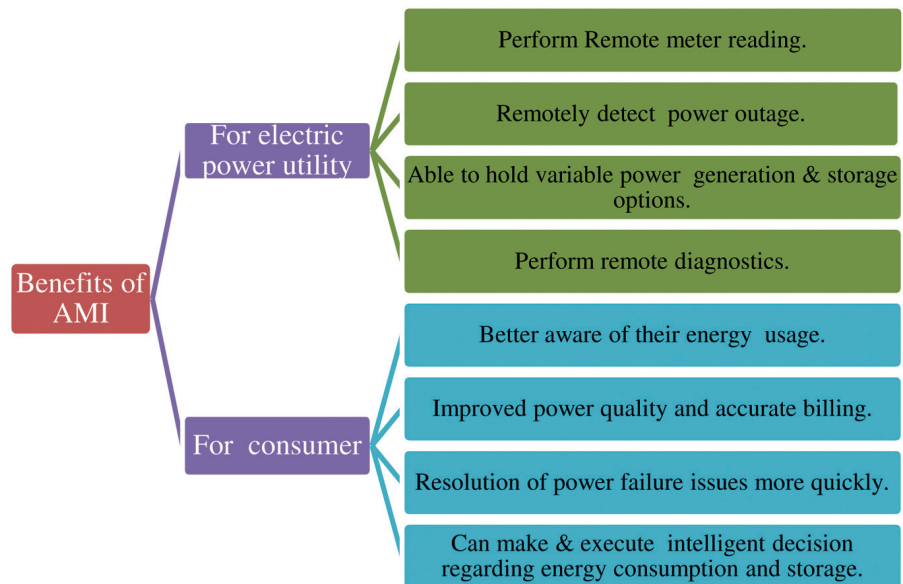 Benefits of
AMI
For electric
power utility
Perform Remote meter reading.
Remotely detect power outage.
Able to hold variable power generation & storage
options.
Perform remote diagnostics.
For consumer
Better aware of their energy usage.
Improved power quality and accurate billing.
Resolution of power failure issues more quickly.
Can make & execute intelligent decision
regarding energy consumption and storage.